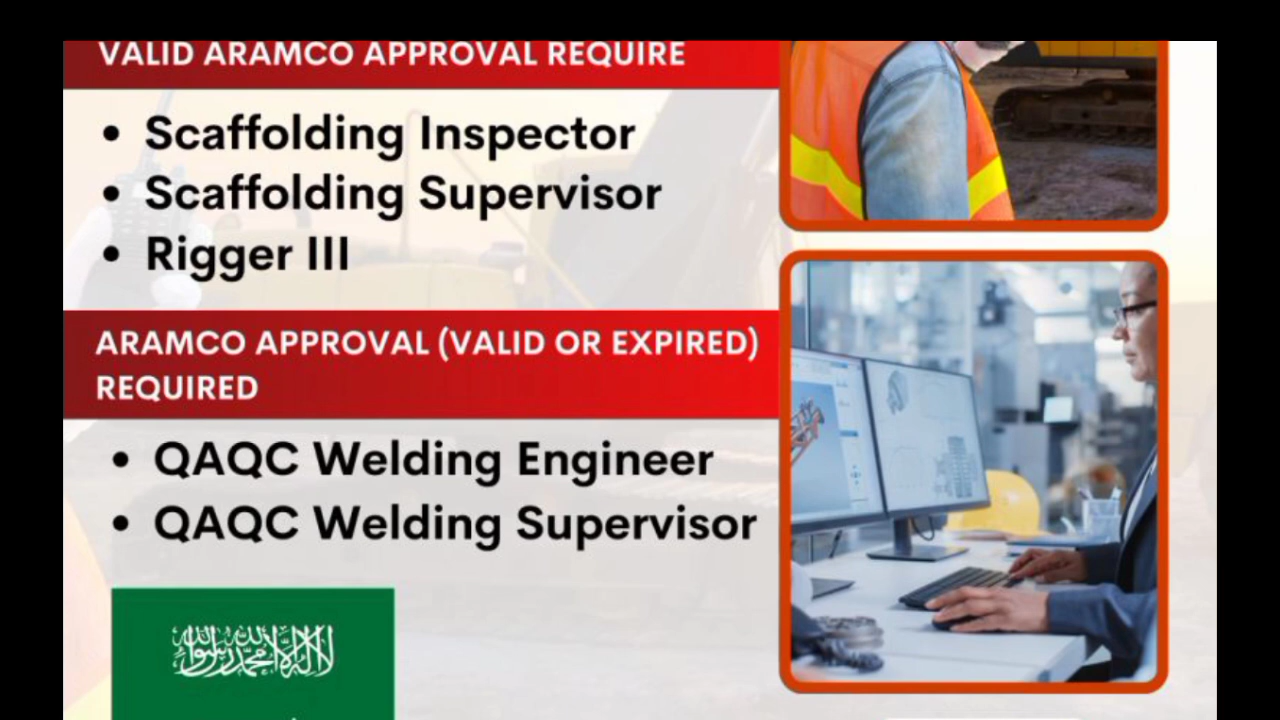 VALID ARAMCO APPROVAL REQUIRE
• Scaffolding Inspector
• Scaffolding Supervisor
• Rigger III
ARAMCO APPROVAL (VALID OR EXPIRED)
REQUIRED
• QAQC Welding Engineer
• QAQC Welding Supervisor
لا إله إلا الله محمد رسول الله